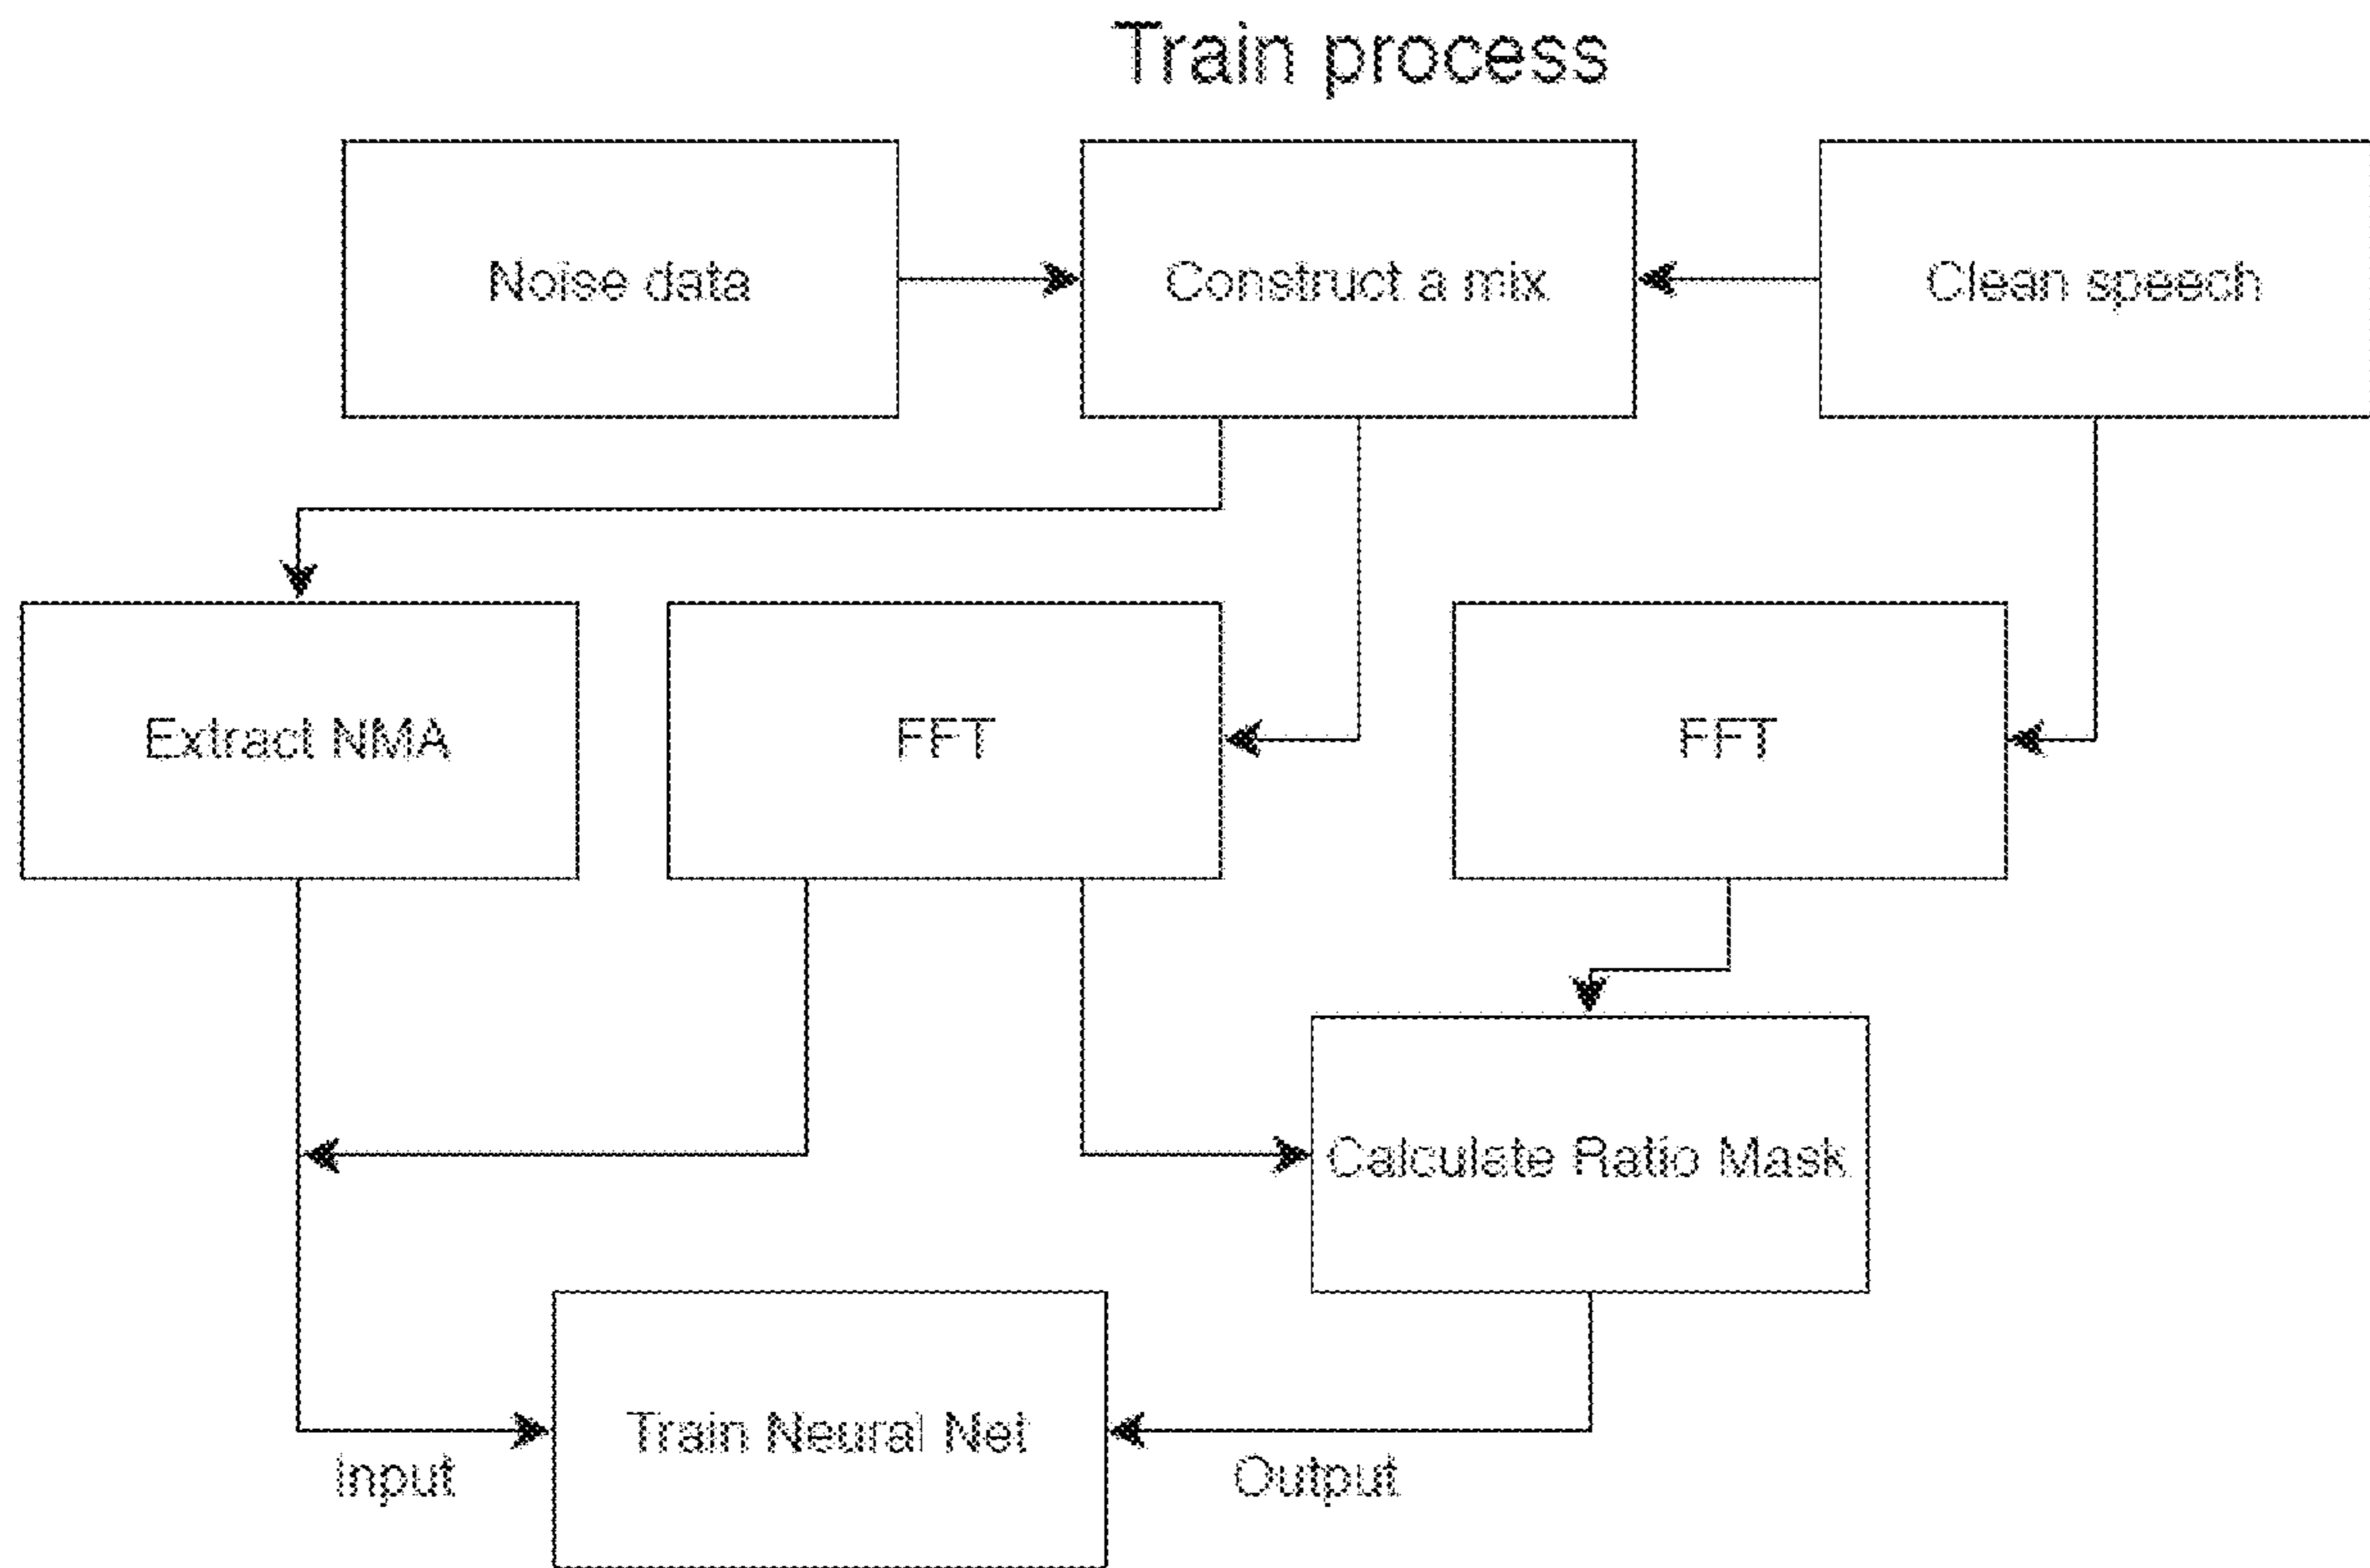 Train process
Noise data
Construct a mix
Clean speech
Extract NMA
FFT
FFT
Calculate Ratio Mask
Train Neural Net
Input
Output